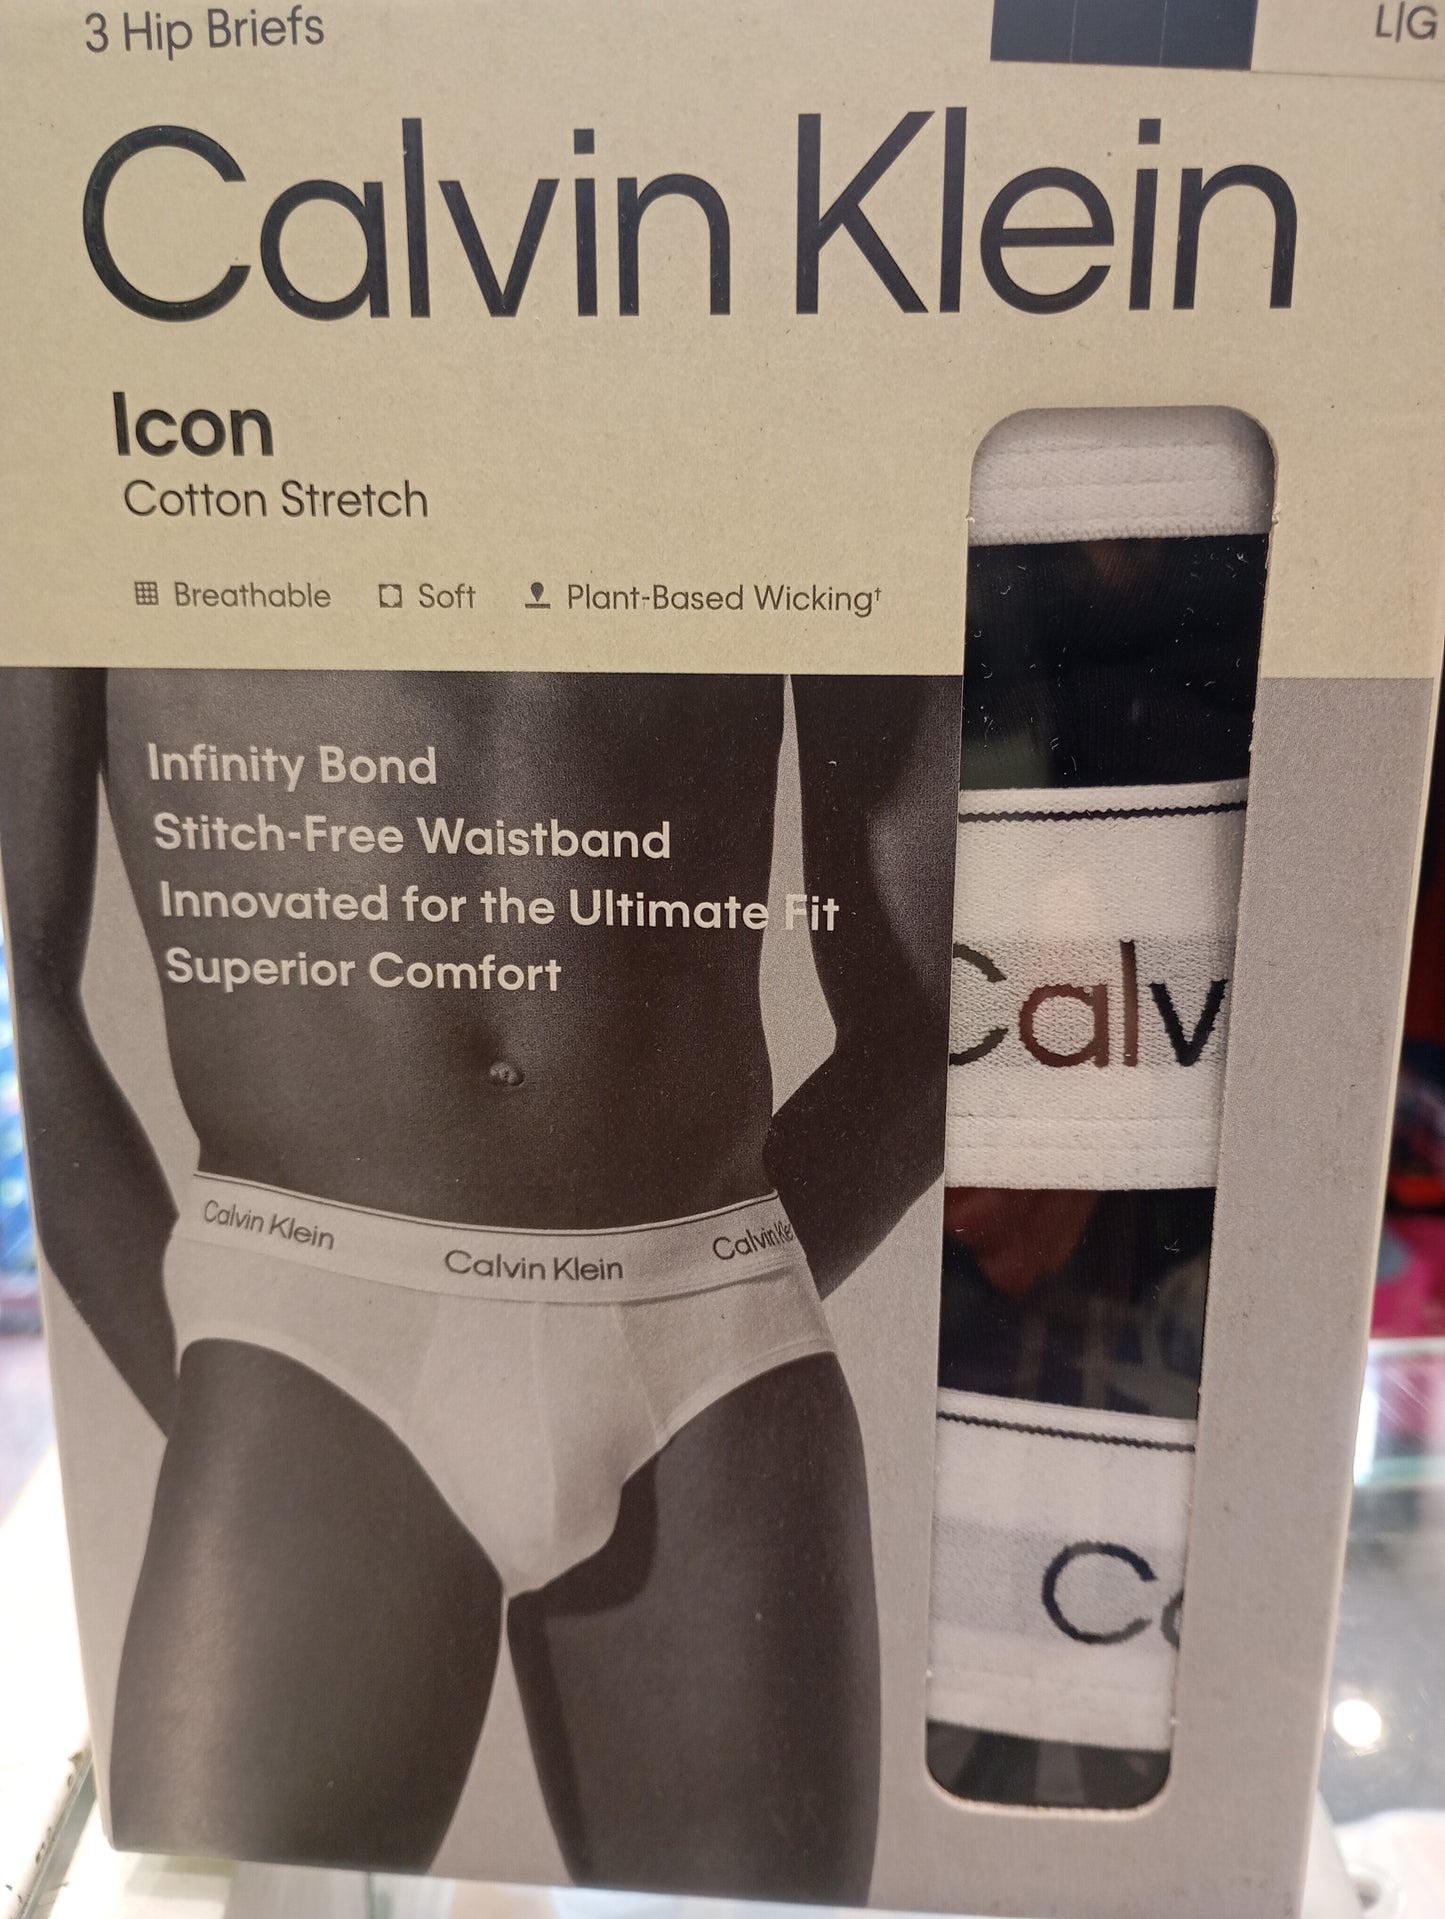 3 Hip Briefs
L|G
Calvin Klein
Icon
Cotton Stretch
Breathable Soft Plant-Based Wicking†
Infinity Bond
Stitch-Free Waistband
Innovated for the Ultimate Fit
Superior Comfort
Calv
Calvin Klein Calvin Klein Calvin Kle
Ca